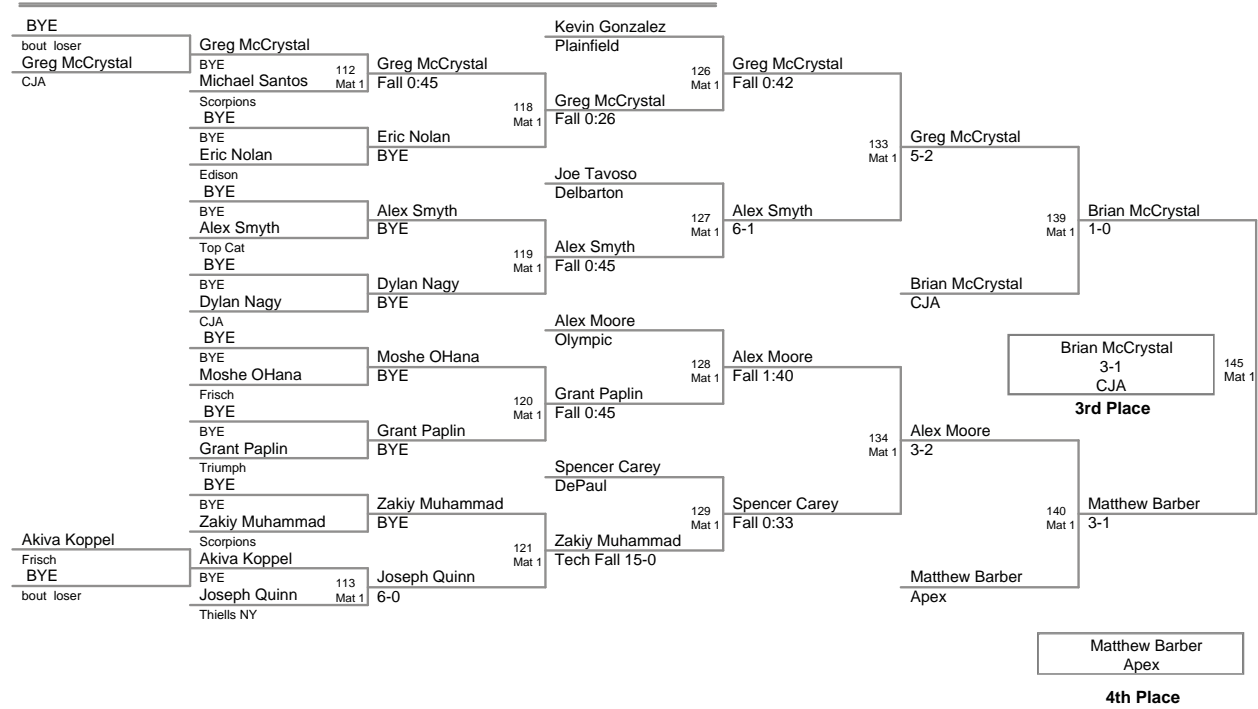 BYE
bout loser
Greg McCrystal
CJA
Greg McCrystal
BYE
Michael Santos
Scorpions
112
Mat 1
BYE
BYE
Eric Nolan
Edison
BYE
BYE
Alex Smyth
Top Cat
BYE
BYE
Dylan Nagy
CJA
BYE
BYE
Moshe OHana
Frisch
BYE
BYE
Grant Paplin
Triumph
BYE
BYE
Zakiy Muhammad
Scorpions
Akiva Koppel
Frisch
BYE
bout loser
Akiva Koppel
BYE
Joseph Quinn
Thiells NY
113
Mat 1
Greg McCrystal
Fall 0:45
118
Mat 1
Eric Nolan
BYE
Alex Smyth
BYE
119
Mat 1
Dylan Nagy
BYE
Moshe OHana
BYE
120
Mat 1
Grant Paplin
BYE
Zakiy Muhammad
BYE
121
Mat 1
Joseph Quinn
6-0
Kevin Gonzalez
Plainfield
126
Mat 1
Greg McCrystal
Fall 0:26
Joe Tavoso
Delbarton
127
Mat 1
Alex Smyth
Fall 0:45
Alex Moore
Olympic
128
Mat 1
Grant Paplin
Fall 0:45
Spencer Carey
DePaul
129
Mat 1
Zakiy Muhammad
Tech Fall 15-0
Greg McCrystal
Fall 0:42
133
Mat 1
Alex Smyth
6-1
Alex Moore
Fall 1:40
134
Mat 1
Spencer Carey
Fall 0:33
Greg McCrystal
5-2
139
Mat 1
Brian McCrystal
CJA
Alex Moore
3-2
140
Mat 1
Matthew Barber
Apex
Brian McCrystal
1-0
145
Mat 1
Matthew Barber
3-1
Brian McCrystal
3-1
CJA
3rd Place
Matthew Barber
Apex
4th Place